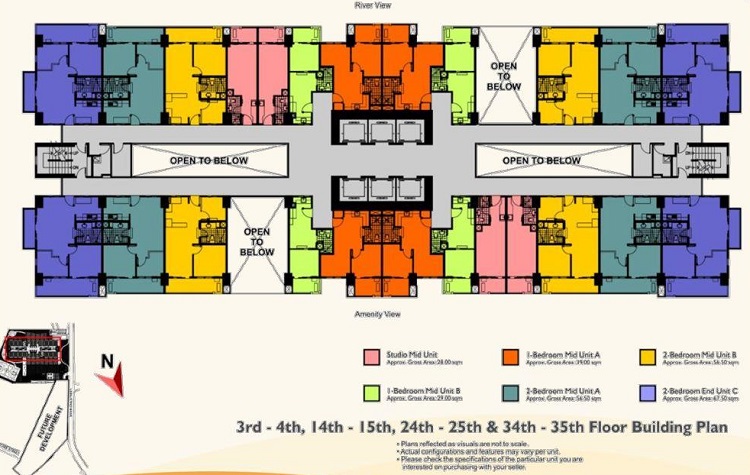 River View
OPEN
TO
BELOW
OPEN TO BELOW
OPEN TO BELOW
OPEN
TO
BELOW
Amenity View
N
FUTURE
DEVELOPMENT
Studio Mid Unit
Approx. Gross Area: 28.00 sqm
1-Bedroom Mid Unit A
Approx. Gross Area: 39.00 sqm
2-Bedroom Mid Unit B
Approx. Gross Area: 56.50 sqm
1-Bedroom Mid Unit B
Approx. Gross Area: 29.00 sqm
2-Bedroom Mid Unit A
Approx. Gross Area: 56.50 sqm
2-Bedroom End Unit C
Approx. Gross Area: 67.50 sqm
3rd - 4th, 14th - 15th, 24th - 25th & 34th - 35th Floor Building Plan
• Plans reflected as visuals are not to scale.
• Actual configurations and features may vary per unit.
• Please check the specifications of the particular unit you are
interested on purchasing with your seller.